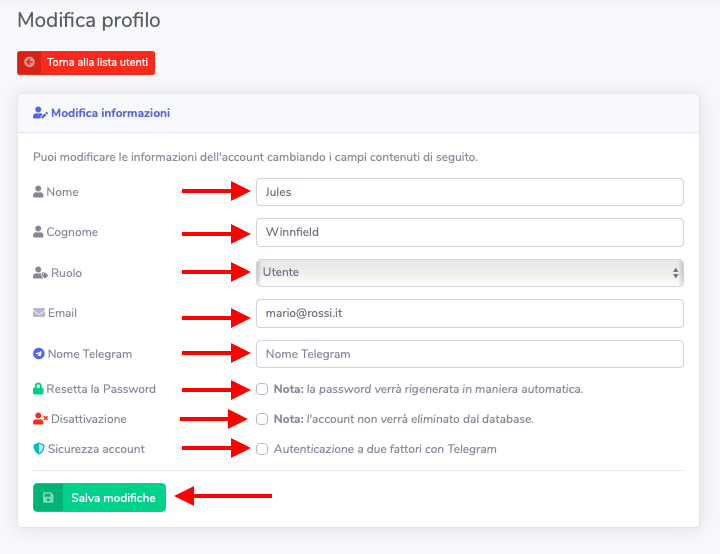 Modifica profilo
Torna alla lista utenti
Modifica informazioni
Puoi modificare le informazioni dell'account cambiando i campi contenuti di seguito.
Nome Jules
Cognome Winnfield
Ruolo Utente
Email mario@rossi.it
Nome Telegram Nome Telegram
Resetta la Password Nota: la password verrà rigenerata in maniera automatica.
Disattivazione Nota: l'account non verrà eliminato dal database.
Sicurezza account Autenticazione a due fattori con Telegram
Salva modifiche